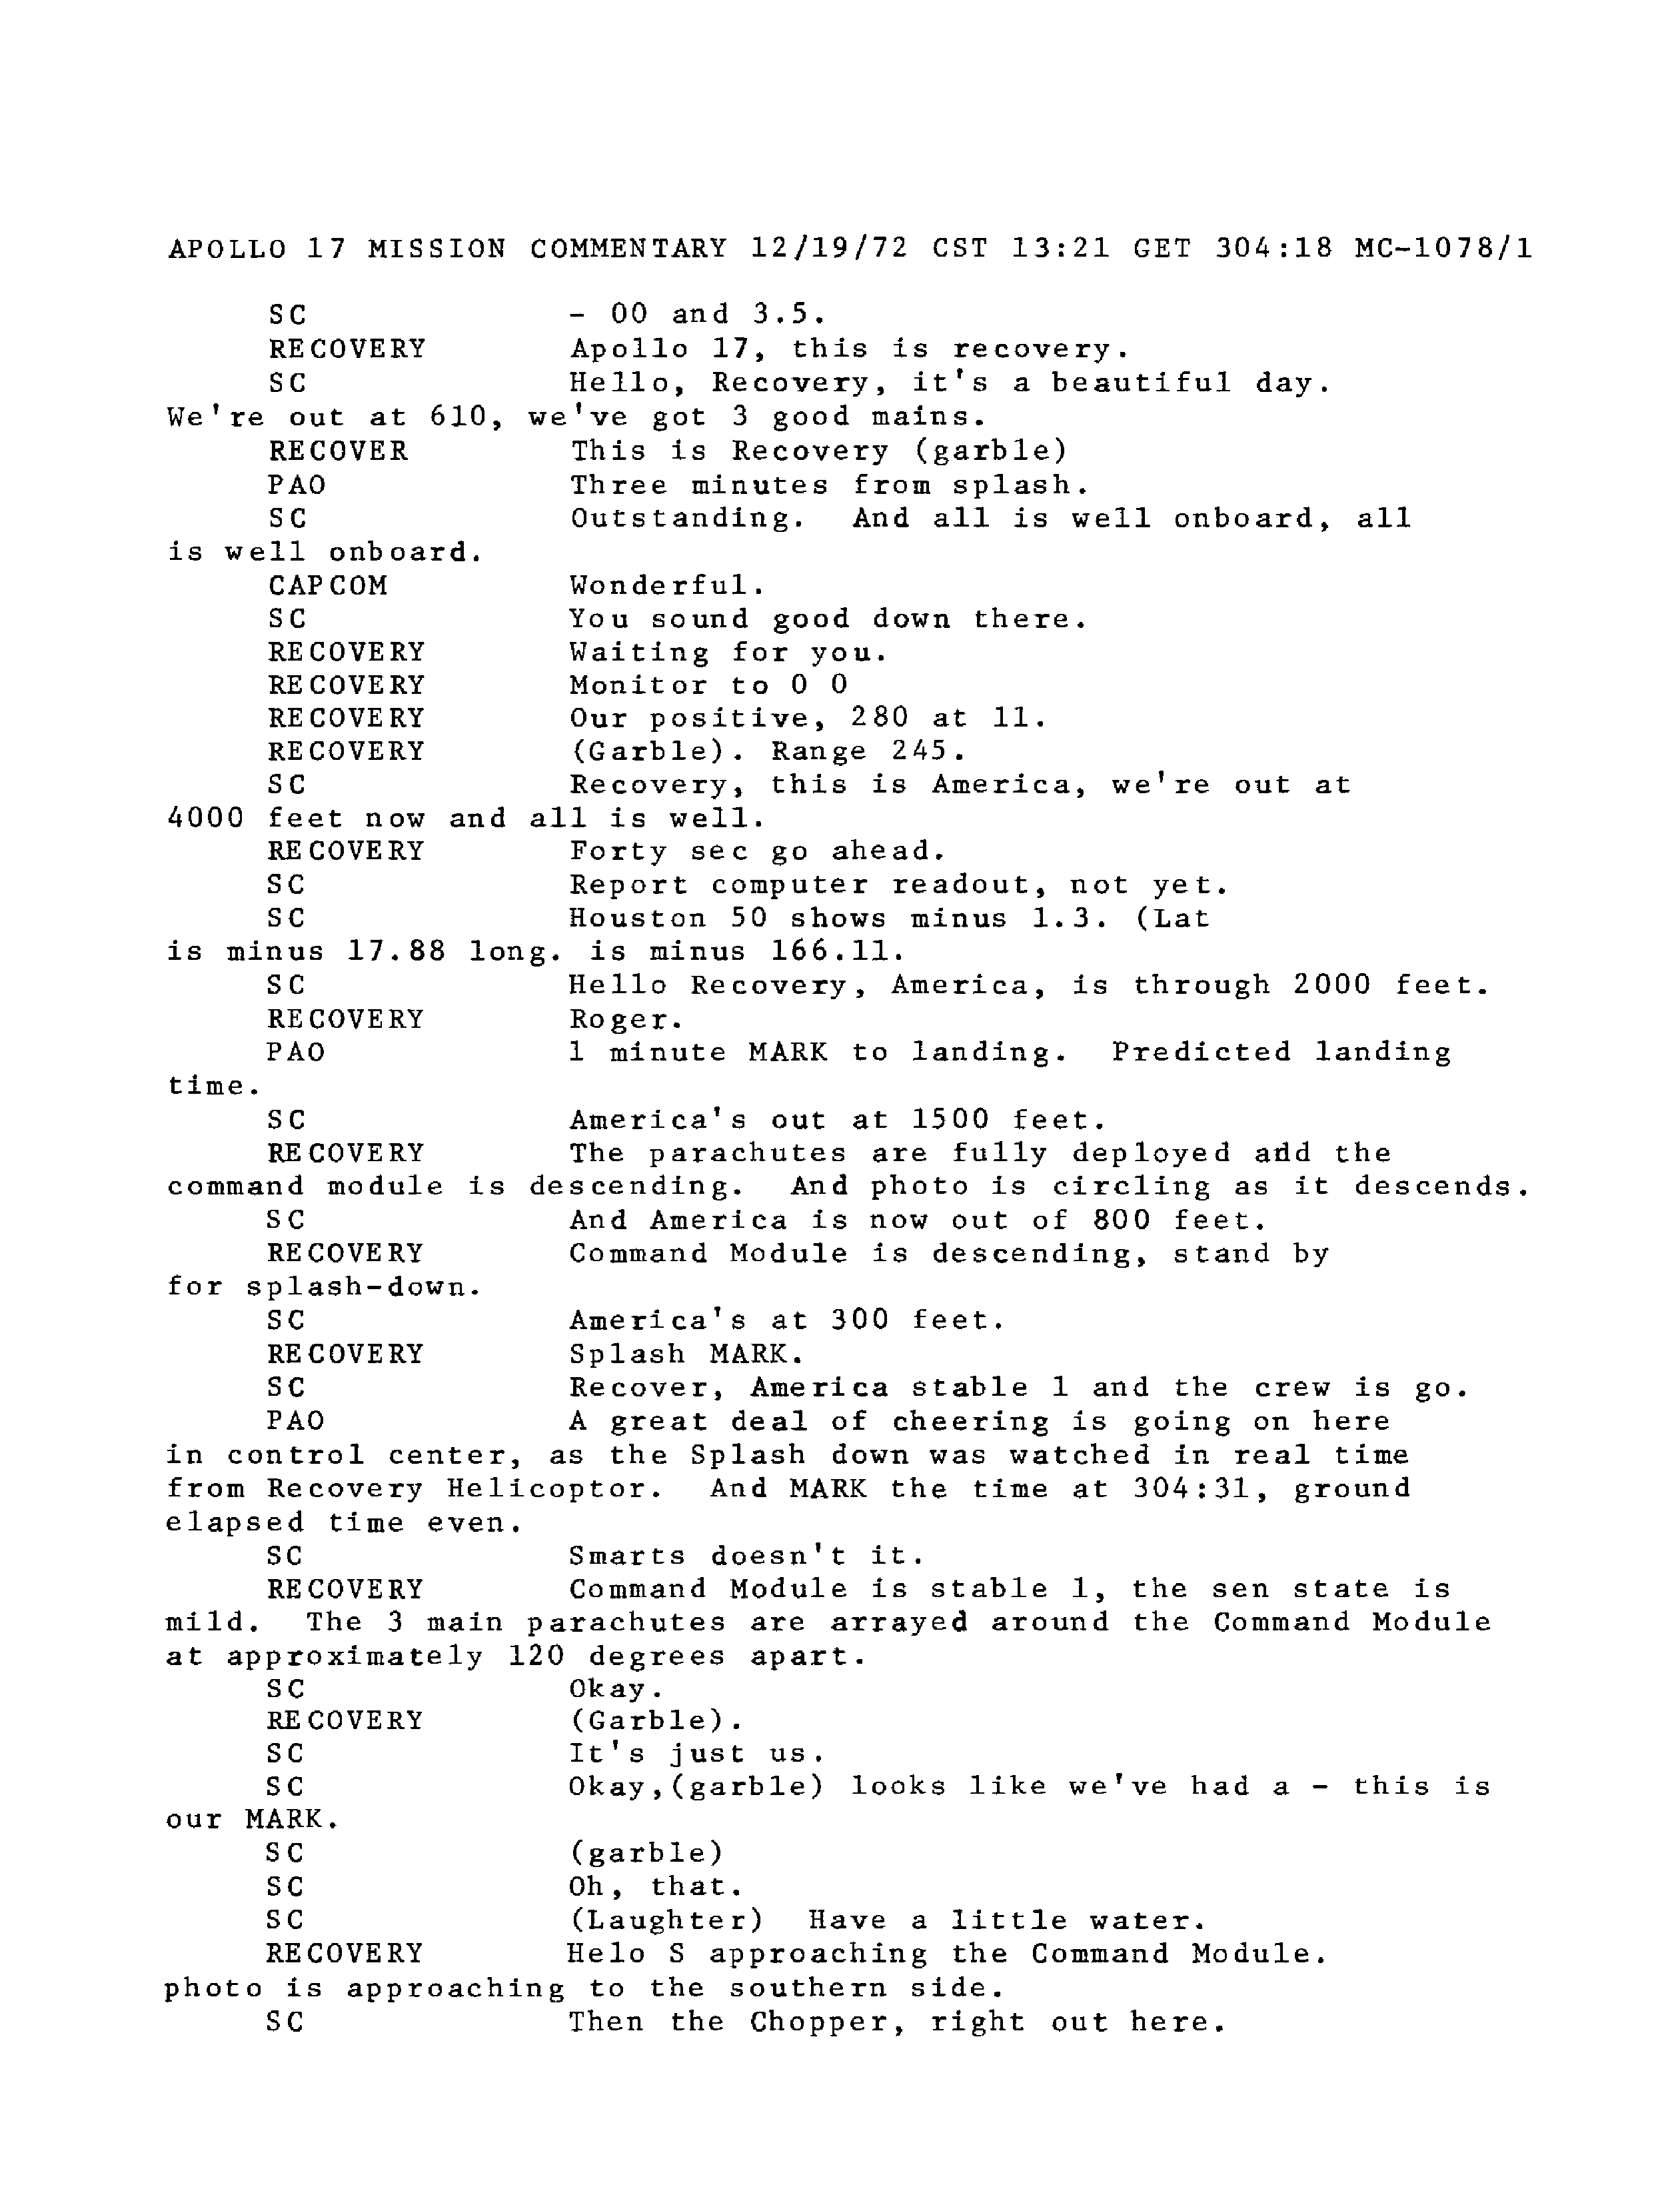 APOLLO 17 MISSION COMMENTARY 12/19/72 CST 13:21 GET 304:18 MC-1078/1
SC - 00 and 3.5.
RECOVERY Apollo 17, this is recovery.
SC Hello, Recovery, it's a beautiful day.
We're out at 610, we've got 3 good mains.
RECOVER This is Recovery (garble)
PAO Three minutes from splash.
SC Outstanding. And all is well onboard, all
is well onboard.
CAPCOM Wonderful.
SC You sound good down there.
RECOVERY Waiting for you.
RECOVERY Monitor to 0 0
RECOVERY Our positive, 280 at 11.
RECOVERY (Garble). Range 245.
SC Recovery, this is America, we're out at
4000 feet now and all is well.
RECOVERY Forty sec go ahead.
SC Report computer readout, not yet.
SC Houston 50 shows minus 1.3. (Lat
is minus 17.88 long. is minus 166.11.
SC Hello Recovery, America, is through 2000 feet.
RECOVERY Roger.
PAO 1 minute MARK to landing. Predicted landing
time.
SC America's out at 1500 feet.
RECOVERY The parachutes are fully deployed add the
command module is descending. And photo is circling as it descends.
SC And America is now out of 800 feet.
RECOVERY Command Module is descending, stand by
for splash-down.
SC America's at 300 feet.
RECOVERY Splash MARK.
SC Recover, America stable 1 and the crew is go.
PAO A great deal of cheering is going on here
in control center, as the Splash down was watched in real time
from Recovery Helicoptor. And MARK the time at 304:31, ground
elapsed time even.
SC Smarts doesn't it.
RECOVERY Command Module is stable 1, the sen state is
mild. The 3 main parachutes are arrayed around the Command Module
at approximately 120 degrees apart.
SC Okay.
RECOVERY (Garble).
SC It's just us.
SC Okay,(garble) looks like we've had a - this is
our MARK.
SC (garble)
SC Oh, that.
SC (Laughter) Have a little water.
RECOVERY Helo S approaching the Command Module.
photo is approaching to the southern side.
SC Then the Chopper, right out here.